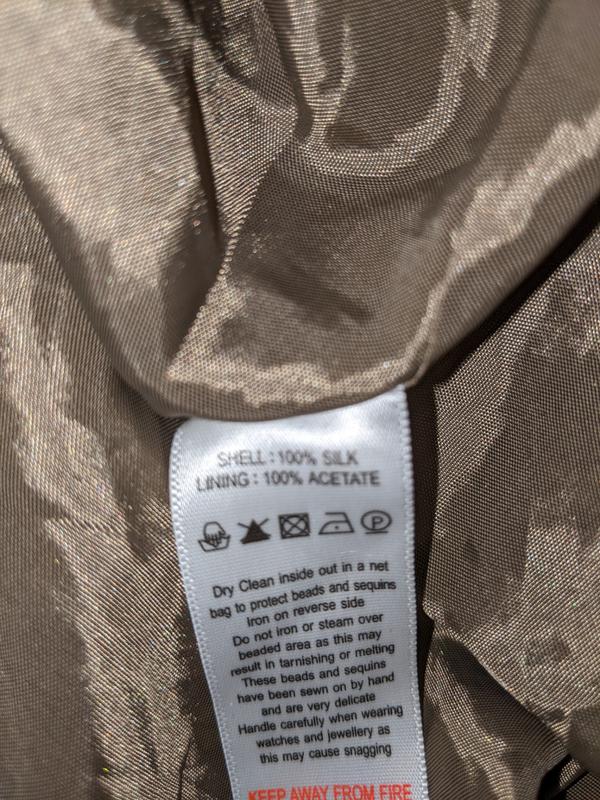 SHELL : 100% SILK
LINING : 100% ACETATE
P
Dry Clean inside out in a net
bag to protect beads and sequins
Iron on reverse side
Do not iron or steam over
beaded area as this may
result in tarnishing or melting
These beads and sequins
have been sewn on by hand
and are very delicate
Handle carefully when wearing
watches and jewellery as
this may cause snagging
KEEP AWAY FROM FIRE